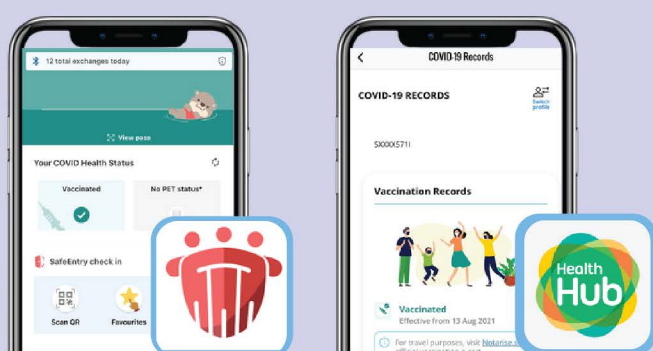 12 total exchanges today
View pass
Your COVID Health Status
Vaccinated
No PET status*
SafeEntry check in
Scan QR
Favourites
COVID-19 Records
COVID-19 RECORDS
Switch
profile
SXXXX571I
Vaccination Records
Vaccinated
Effective from 13 Aug 2021
For travel purposes, visit Notarise.
Health
Hub